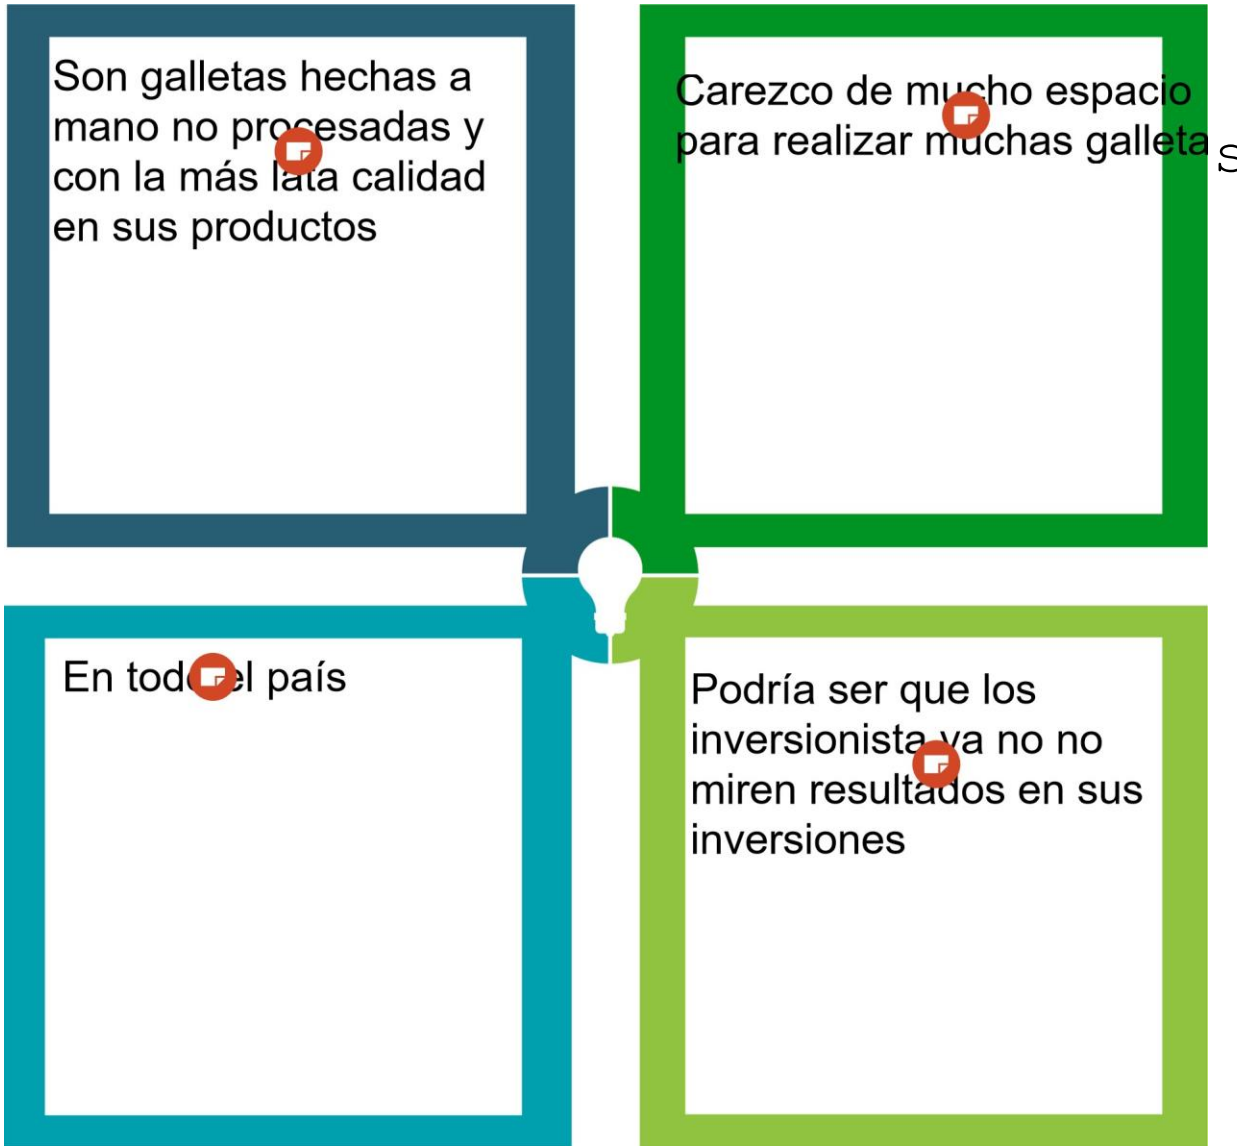 Son galletas hechas a
mano no procesadas y
con la más lata calidad
en sus productos
Carezco de mucho espacio
para realizar muchas galletas
En todo el país
Podría ser que los
inversionista ya no no
miren resultados en sus
inversiones